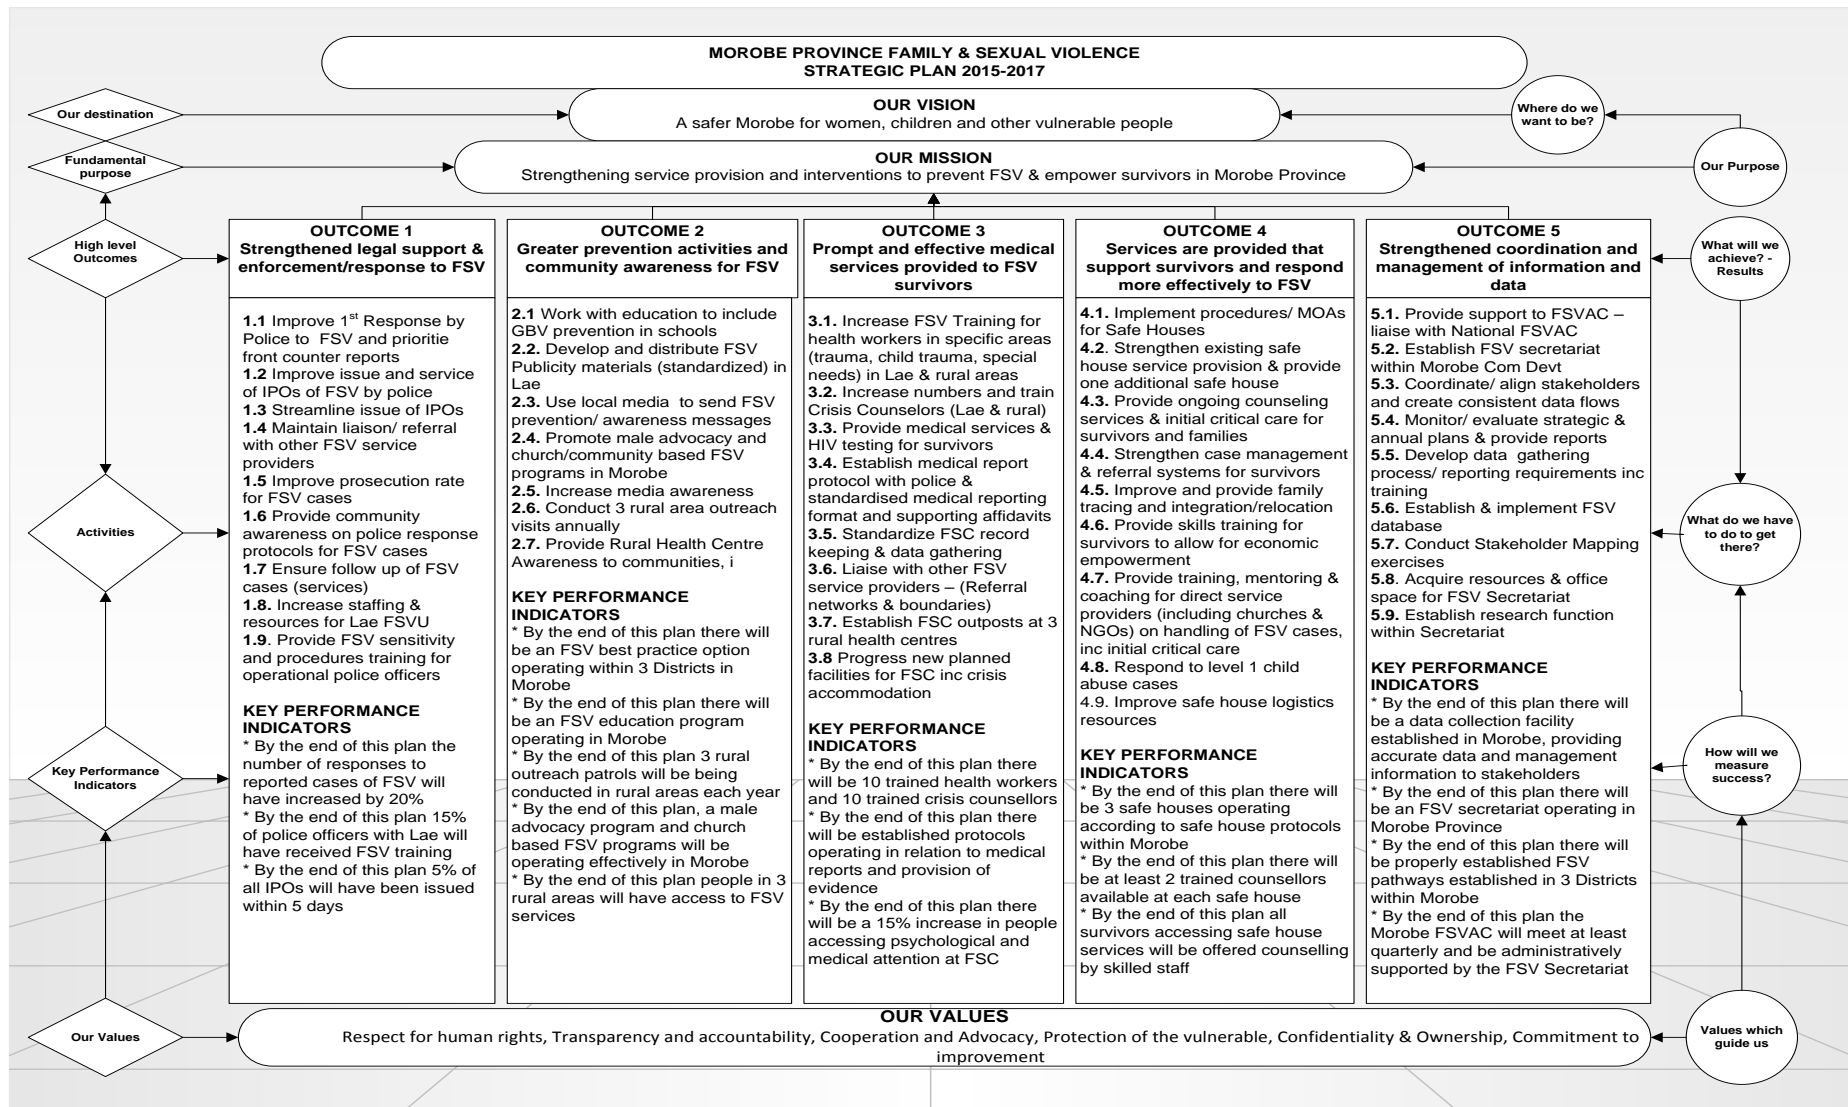 MOROBE PROVINCE FAMILY & SEXUAL VIOLENCE
STRATEGIC PLAN 2015-2017
Our destination
OUR VISION
A safer Morobe for women, children and other vulnerable people
Where do we
want to be?
Fundamental
purpose
OUR MISSION
Strengthening service provision and interventions to prevent FSV & empower survivors in Morobe Province
Our Purpose
High level
Outcomes
OUTCOME 1
Strengthened legal support &
enforcement/response to FSV
OUTCOME 2
Greater prevention activities and
community awareness for FSV
OUTCOME 3
Prompt and effective medical
services provided to FSV
survivors
OUTCOME 4
Services are provided that
support survivors and respond
more effectively to FSV
OUTCOME 5
Strengthened coordination and
management of information and
data
What will we
achieve? -
Results
Activities
1.1 Improve 1st Response by
Police to FSV and prioritie
front counter reports
1.2 Improve issue and service
of IPOs of FSV by police
1.3 Streamline issue of IPOs
1.4 Maintain liaison/ referral
with other FSV service
providers
1.5 Improve prosecution rate
for FSV cases
1.6 Provide community
awareness on police response
protocols for FSV cases
1.7 Ensure follow up of FSV
cases (services)
1.8. Increase staffing &
resources for Lae FSVU
1.9. Provide FSV sensitivity
and procedures training for
operational police officers
KEY PERFORMANCE
INDICATORS
* By the end of this plan the
number of responses to
reported cases of FSV will
have increased by 20%
* By the end of this plan 15%
of police officers with Lae will
have received FSV training
* By the end of this plan 5% of
all IPOs will have been issued
within 5 days
2.1 Work with education to include
GBV prevention in schools
2.2. Develop and distribute FSV
Publicity materials (standardized) in
Lae
2.3. Use local media to send FSV
prevention/ awareness messages
2.4. Promote male advocacy and
church/community based FSV
programs in Morobe
2.5. Increase media awareness
2.6. Conduct 3 rural area outreach
visits annually
2.7. Provide Rural Health Centre
Awareness to communities, i
KEY PERFORMANCE
INDICATORS
* By the end of this plan there will
be an FSV best practice option
operating within 3 Districts in
Morobe
* By the end of this plan there will
be an FSV education program
operating in Morobe
* By the end of this plan 3 rural
outreach patrols will be being
conducted in rural areas each year
* By the end of this plan, a male
advocacy program and church
based FSV programs will be
operating effectively in Morobe
* By the end of this plan people in 3
rural areas will have access to FSV
services
3.1. Increase FSV Training for
health workers in specific areas
(trauma, child trauma, special
needs) in Lae & rural areas
3.2. Increase numbers and train
Crisis Counselors (Lae & rural)
3.3. Provide medical services &
HIV testing for survivors
3.4. Establish medical report
protocol with police &
standardised medical reporting
format and supporting affidavits
3.5. Standardize FSC record
keeping & data gathering
3.6. Liaise with other FSV
service providers – (Referral
networks & boundaries)
3.7. Establish FSC outposts at 3
rural health centres
3.8 Progress new planned
facilities for FSC inc crisis
accommodation
KEY PERFORMANCE
INDICATORS
* By the end of this plan there
will be 10 trained health workers
and 10 trained crisis counsellors
* By the end of this plan there
will be established protocols
operating in relation to medical
reports and provision of
evidence
* By the end of this plan there
will be a 15% increase in people
accessing psychological and
medical attention at FSC
4.1. Implement procedures/ MOAs
for Safe Houses
4.2. Strengthen existing safe
house service provision & provide
one additional safe house
4.3. Provide ongoing counseling
services & initial critical care for
survivors and families
4.4. Strengthen case management
& referral systems for survivors
4.5. Improve and provide family
tracing and integration/relocation
4.6. Provide skills training for
survivors to allow for economic
empowerment
4.7. Provide training, mentoring &
coaching for direct service
providers (including churches &
NGOs) on handling of FSV cases,
inc initial critical care
4.8. Respond to level 1 child
abuse cases
4.9. Improve safe house logistics
resources
KEY PERFORMANCE
INDICATORS
* By the end of this plan there will
be 3 safe houses operating
according to safe house protocols
within Morobe
* By the end of this plan there will
be at least 2 trained counsellors
available at each safe house
* By the end of this plan all
survivors accessing safe house
services will be offered counselling
by skilled staff
5.1. Provide support to FSVAC –
liaise with National FSVAC
5.2. Establish FSV secretariat
within Morobe Com Devt
5.3. Coordinate/ align stakeholders
and create consistent data flows
5.4. Monitor/ evaluate strategic &
annual plans & provide reports
5.5. Develop data gathering
process/ reporting requirements inc
training
5.6. Establish & implement FSV
database
5.7. Conduct Stakeholder Mapping
exercises
5.8. Acquire resources & office
space for FSV Secretariat
5.9. Establish research function
within Secretariat
KEY PERFORMANCE
INDICATORS
* By the end of this plan there will
be a data collection facility
established in Morobe, providing
accurate data and management
information to stakeholders
* By the end of this plan there will
be an FSV secretariat operating in
Morobe Province
* By the end of this plan there will
be properly established FSV
pathways established in 3 Districts
within Morobe
* By the end of this plan the
Morobe FSVAC will meet at least
quarterly and be administratively
supported by the FSV Secretariat
What do we have
to do to get
there?
Key Performance
Indicators
How will we
measure
success?
Our Values
OUR VALUES
Respect for human rights, Transparency and accountability, Cooperation and Advocacy, Protection of the vulnerable, Confidentiality & Ownership, Commitment to
improvement
Values which
guide us